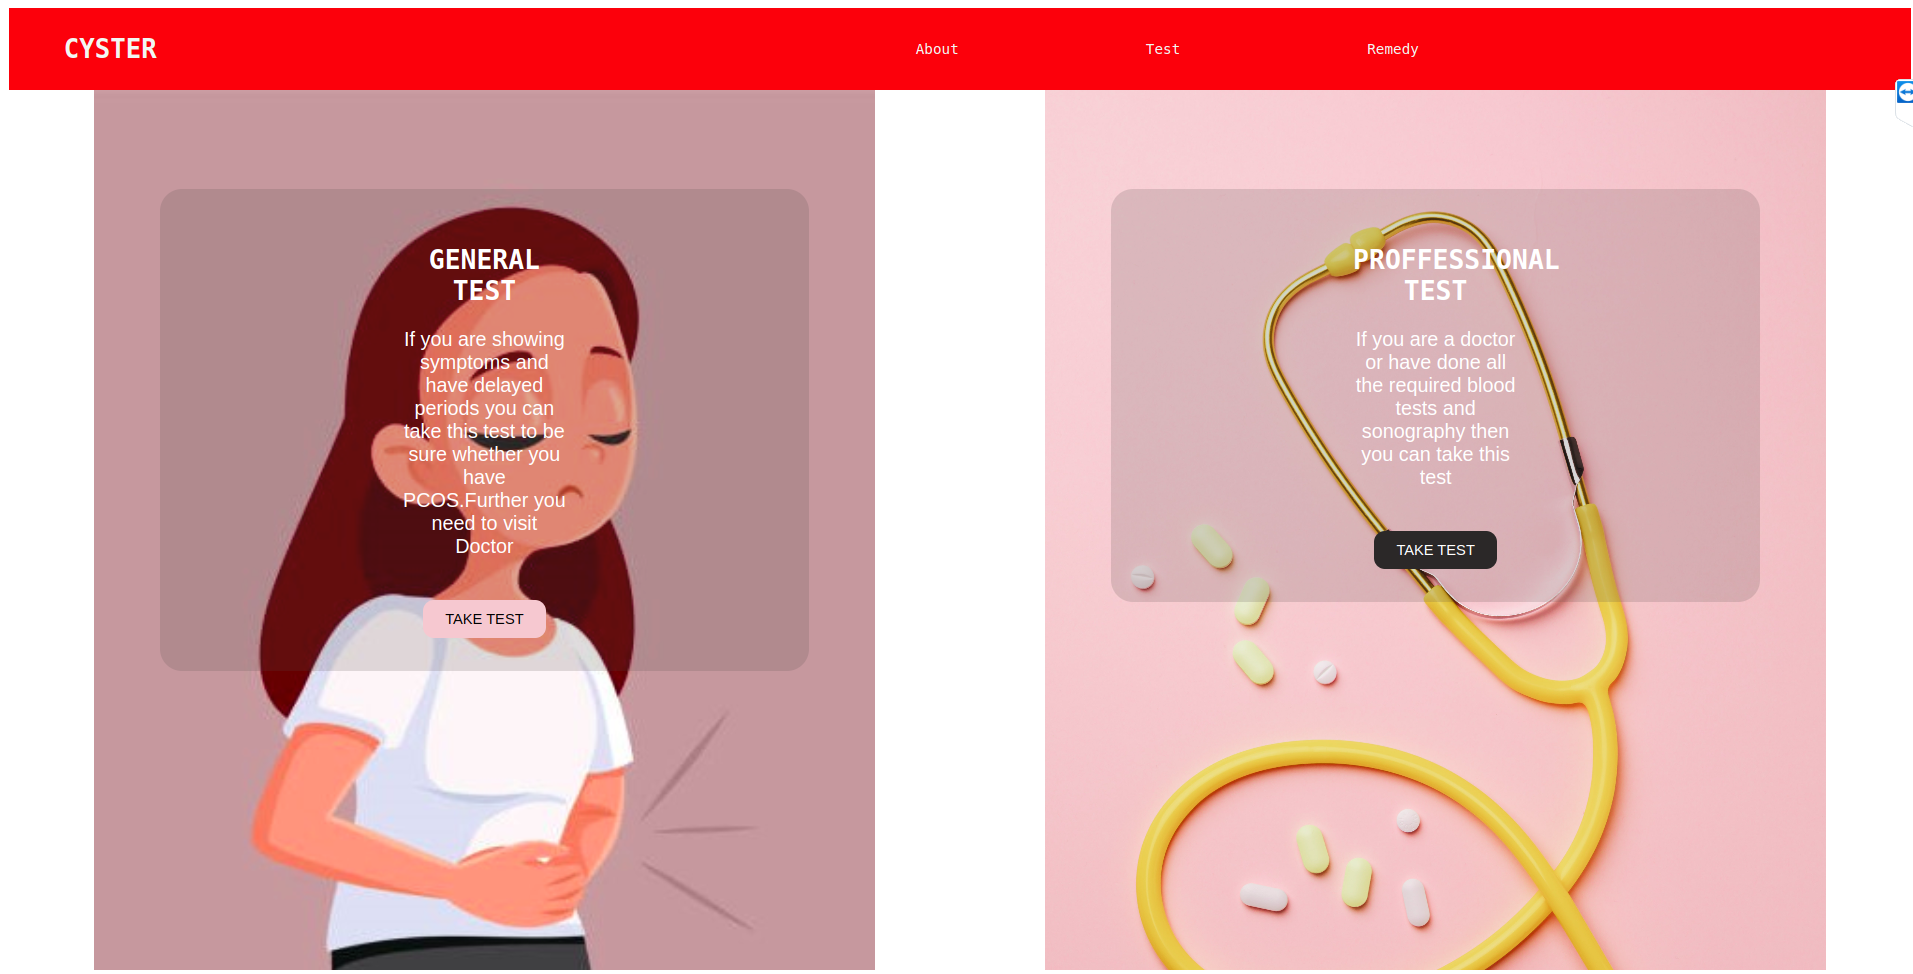 CYSTER
About Test Remedy
GENERAL
TEST
If you are showing
symptoms and
have delayed
periods you can
take this test to be
sure whether you
have
PCOS.Further you
need to visit
Doctor
TAKE TEST
PROFFESSIONAL
TEST
If you are a doctor
or have done all
the required blood
tests and
sonography then
you can take this
test
TAKE TEST